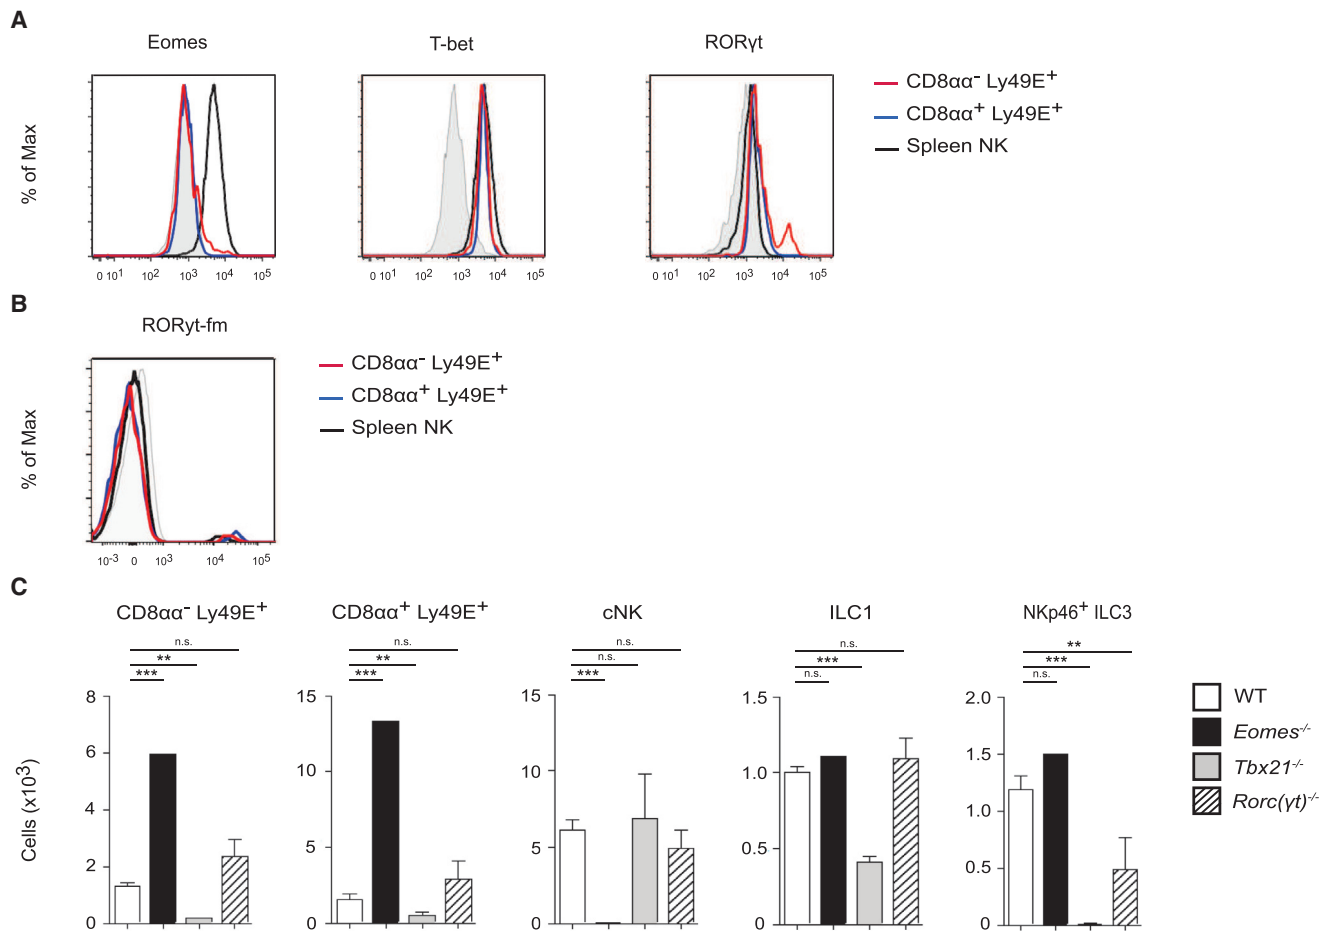 A
Eomes
T-bet
RORγt
% of Max
0 10¹ 10² 10³ 10⁴ 10⁵
0 10¹ 10² 10³ 10⁴ 10⁵
0 10¹ 10² 10³ 10⁴ 10⁵
CD8αα⁻ Ly49E⁺
CD8αα⁺ Ly49E⁺
Spleen NK
B
RORγt-fm
% of Max
10⁻³ 0 10³ 10⁴ 10⁵
CD8αα⁻ Ly49E⁺
CD8αα⁺ Ly49E⁺
Spleen NK
C
Cells (x10³)
CD8αα⁻ Ly49E⁺
n.s.
**
***
8
6
4
2
0
CD8αα⁺ Ly49E⁺
n.s.
**
***
15
10
5
0
cNK
n.s.
n.s.
***
15
10
5
0
ILC1
n.s.
***
n.s.
1.5
1.0
0.5
0
NKp46⁺ ILC3
**
***
n.s.
2.0
1.5
1.0
0.5
0
WT
Eomes⁻/⁻
Tbx21⁻/⁻
Rorc(γt)⁻/⁻